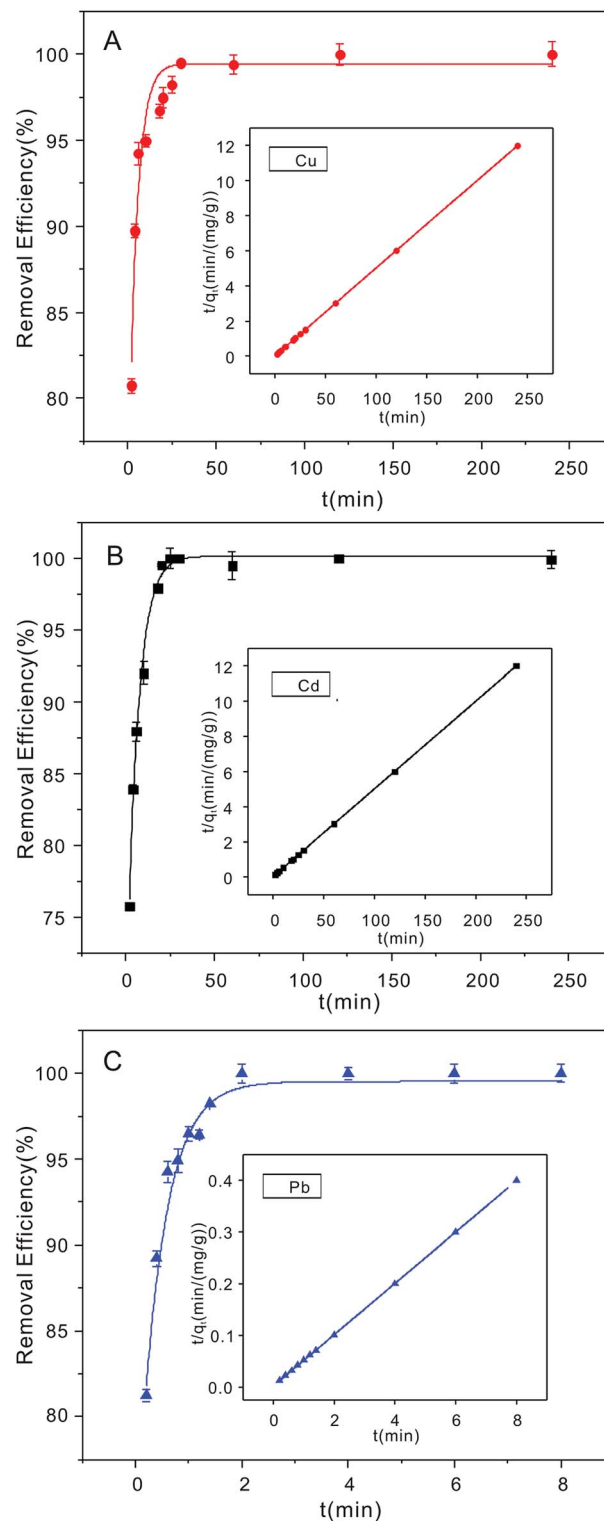 A
Removal Efficiency(%)
100
95
90
85
80
0 50 100 150 200 250
t(min)
Cu
t/qt(min/(mg/g))
12
10
8
6
4
2
0
0 50 100 150 200 250
t(min)
B
Removal Efficiency(%)
100
95
90
85
80
75
0 50 100 150 200 250
t(min)
Cd
t/qt(min/(mg/g))
12
10
8
6
4
2
0
0 50 100 150 200 250
t(min)
C
Removal Efficiency(%)
100
95
90
85
80
0 2 4 6 8
t(min)
Pb
t/qt(min/(mg/g))
0.4
0.3
0.2
0.1
0.0
0 2 4 6 8
t(min)